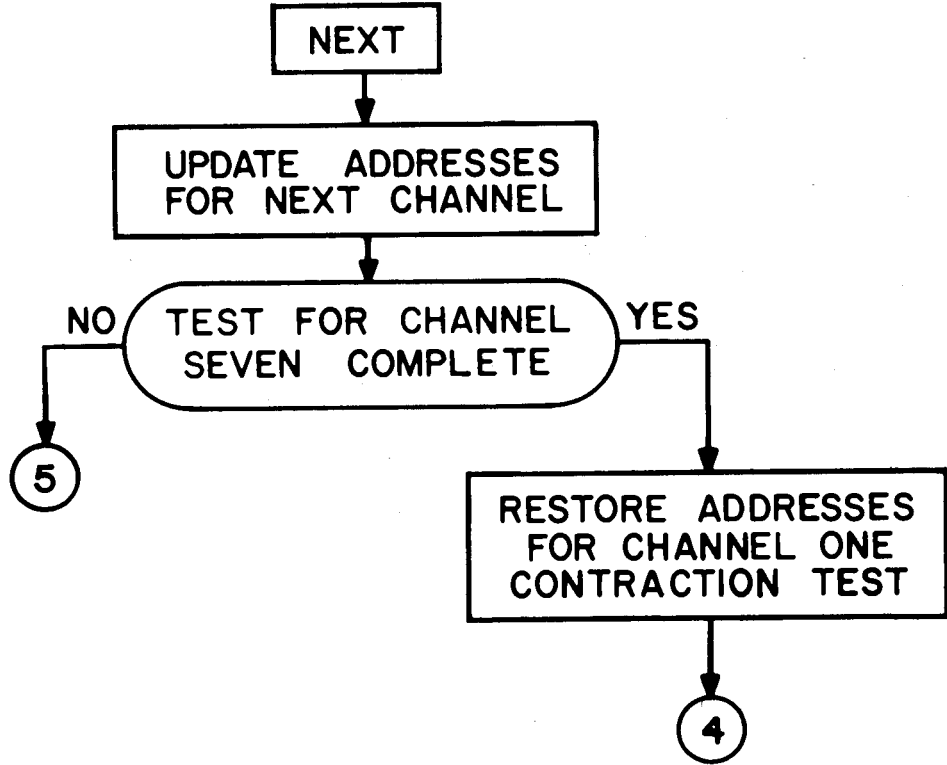 NEXT
UPDATE ADDRESSES
FOR NEXT CHANNEL
NO
TEST FOR CHANNEL
SEVEN COMPLETE
YES
5
RESTORE ADDRESSES
FOR CHANNEL ONE
CONTRACTION TEST
4